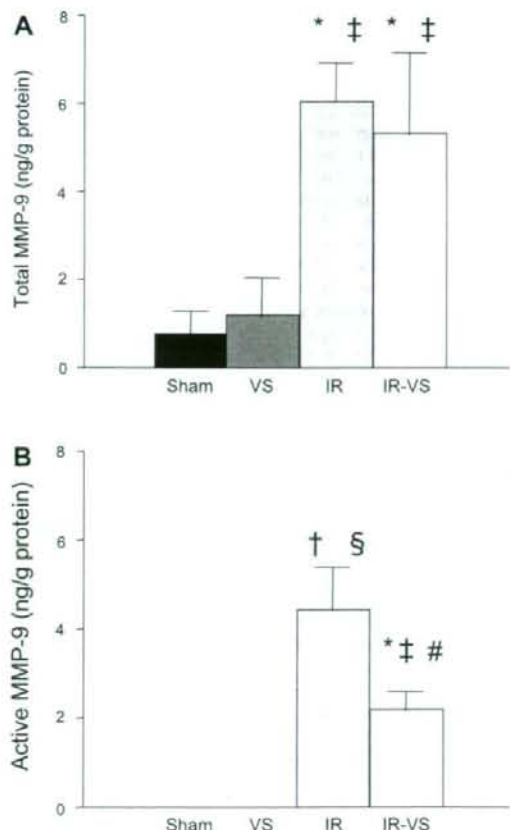 A
Total MMP-9 (ng/g protein)
8
6
4
2
0
* ‡ * ‡
Sham VS IR IR-VS
B
Active MMP-9 (ng/g protein)
8
6
4
2
0
† §
* ‡ #
Sham VS IR IR-VS